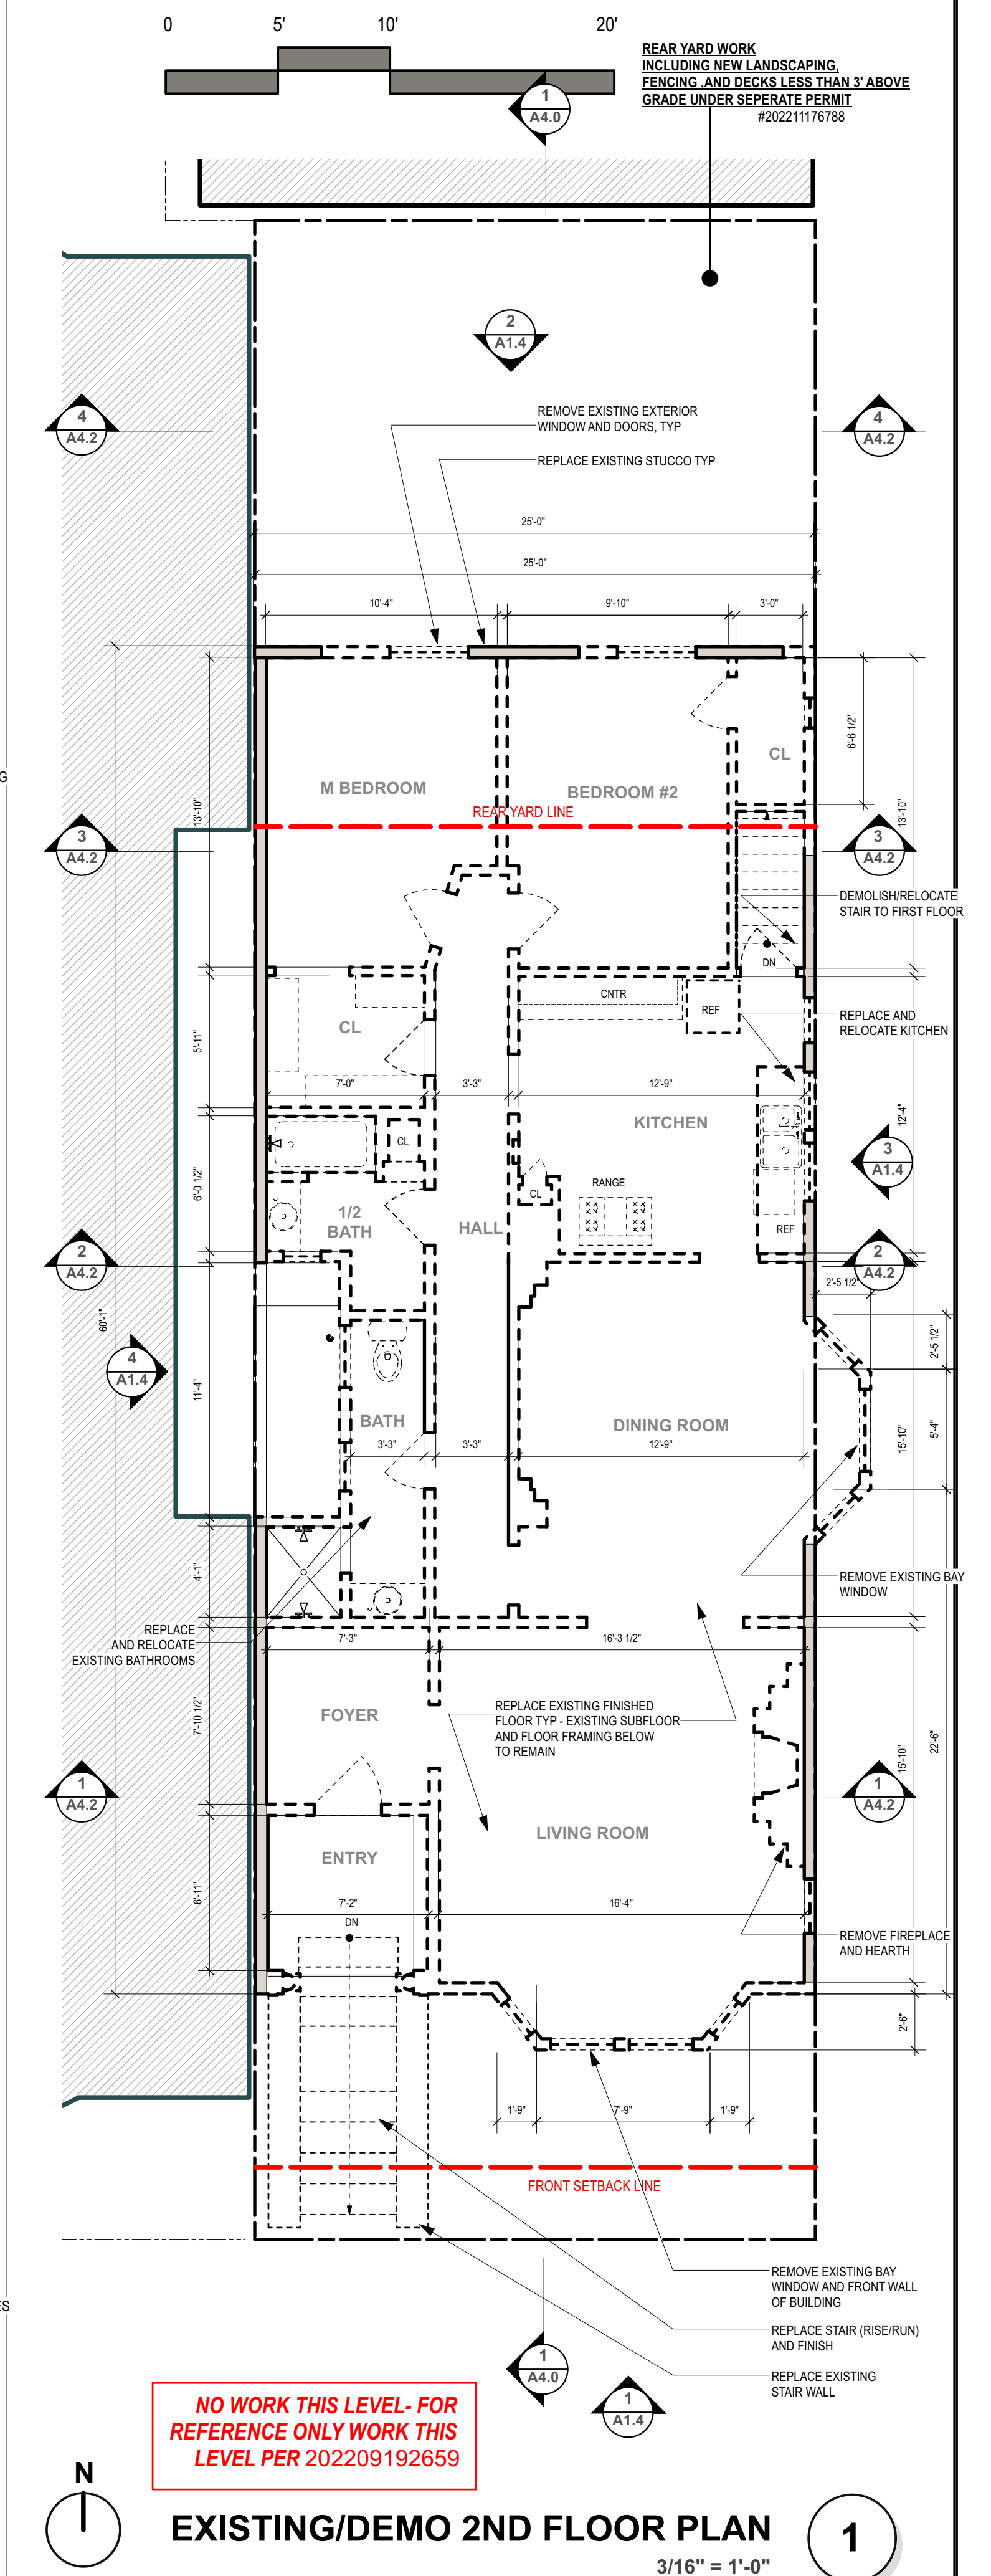 0 5' 10' 20'
REAR YARD WORK
INCLUDING NEW LANDSCAPING,
FENCING ,AND DECKS LESS THAN 3' ABOVE
GRADE UNDER SEPERATE PERMIT
#202211176788
1
A4.0
2
A1.4
4
A4.2
4
A4.2
REMOVE EXISTING EXTERIOR
WINDOW AND DOORS, TYP
REPLACE EXISTING STUCCO TYP
25'-0"
25'-0"
10'-4"
9'-10"
3'-0"
6'-6 1/2"
CL
M BEDROOM
BEDROOM #2
G
REAR YARD LINE
13'-10"
13'-10"
3
A4.2
3
A4.2
DEMOLISH/RELOCATE
STAIR TO FIRST FLOOR
DN
CNTR
REF
REPLACE AND
RELOCATE KITCHEN
CL
5'-11"
7'-0"
3'-3"
12'-9"
KITCHEN
12'-4"
CL
3
A1.4
6'-0 1/2"
CL
RANGE
1/2
BATH
HALL
REF
2
A4.2
2
A4.2
2'-5 1/2"
60'-1"
2'-5 1/2"
4
A1.4
11'-4"
BATH
DINING ROOM
3'-3"
3'-3"
12'-9"
15'-10"
5'-4"
4'-1"
REMOVE EXISTING BAY
WINDOW
REPLACE
AND RELOCATE
EXISTING BATHROOMS
7'-3"
16'-3 1/2"
7'-10 1/2"
FOYER
REPLACE EXISTING FINISHED
FLOOR TYP - EXISTING SUBFLOOR
AND FLOOR FRAMING BELOW
TO REMAIN
15'-10"
22'-6"
1
A4.2
1
A4.2
LIVING ROOM
ENTRY
6'-11"
7'-2"
16'-4"
DN
REMOVE FIREPLACE
AND HEARTH
2'-6"
1'-9"
7'-9"
1'-9"
FRONT SETBACK LINE
REMOVE EXISTING BAY
WINDOW AND FRONT WALL
OF BUILDING
ES
REPLACE STAIR (RISE/RUN)
AND FINISH
1
A4.0
REPLACE EXISTING
STAIR WALL
1
A1.4
NO WORK THIS LEVEL- FOR
REFERENCE ONLY WORK THIS
LEVEL PER 202209192659
N
EXISTING/DEMO 2ND FLOOR PLAN
1
3/16" = 1'-0"